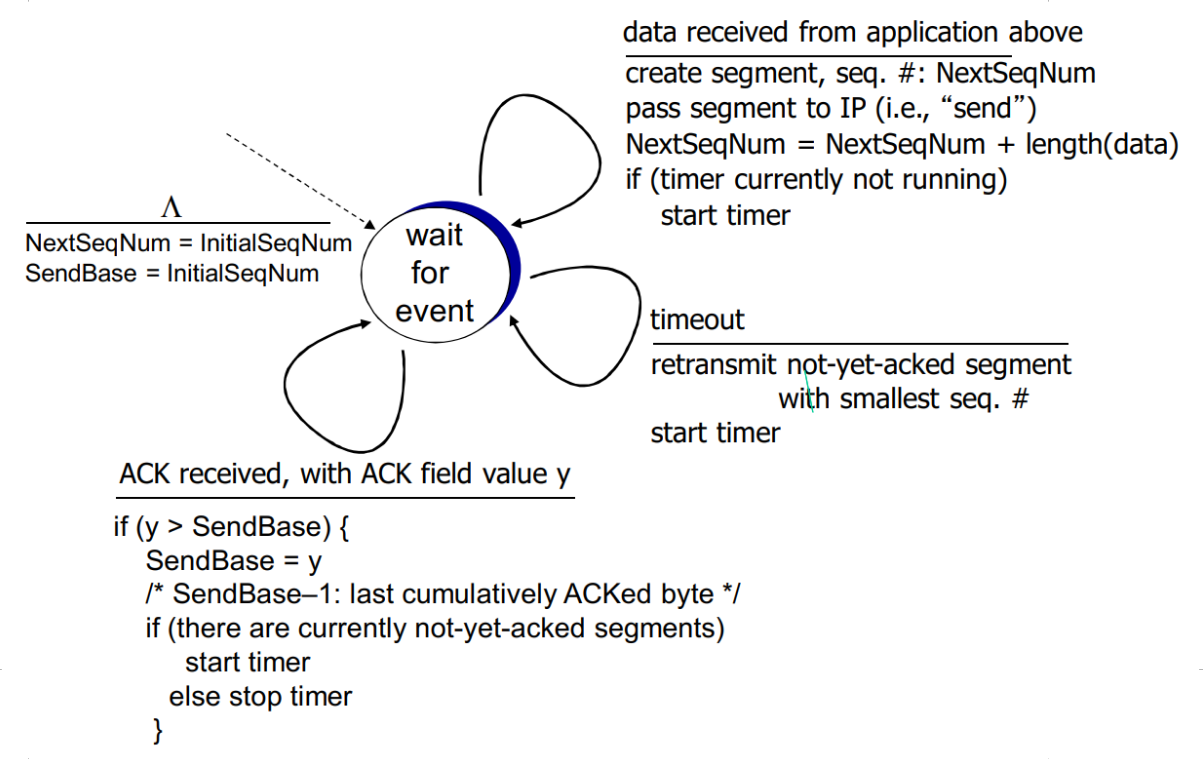 data received from application above
create segment, seq. #: NextSeqNum
pass segment to IP (i.e., “send”)
NextSeqNum = NextSeqNum + length(data)
if (timer currently not running)
start timer
Λ
NextSeqNum = InitialSeqNum
SendBase = InitialSeqNum
wait
for
event
timeout
retransmit not-yet-acked segment
with smallest seq. #
start timer
ACK received, with ACK field value y
if (y > SendBase) {
SendBase = y
/* SendBase–1: last cumulatively ACKed byte */
if (there are currently not-yet-acked segments)
start timer
else stop timer
}